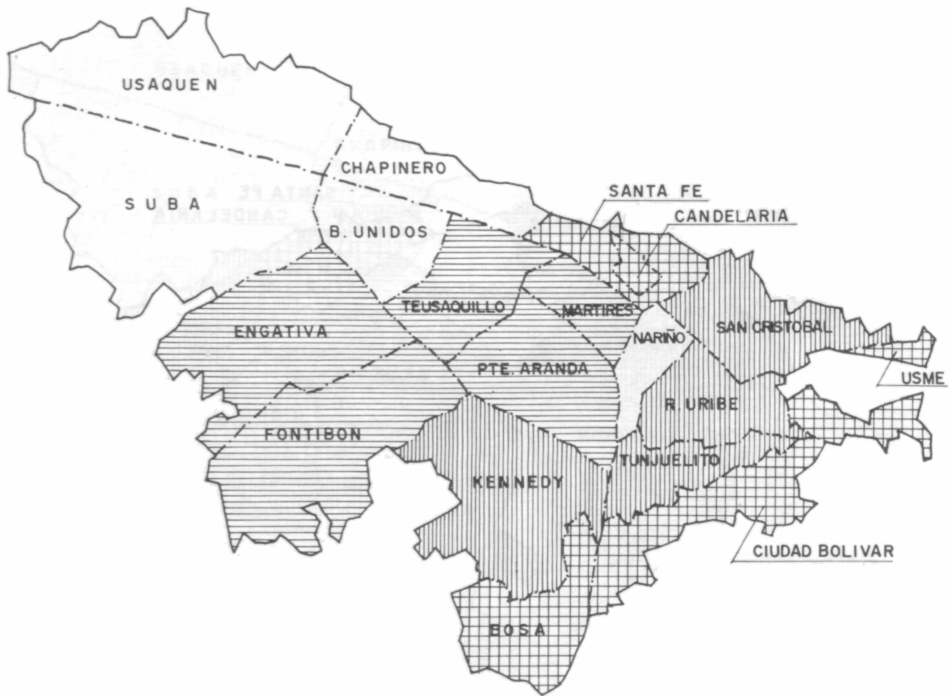 USAQUEN
CHAPINERO
SANTA FE
SUBA
CANDELARIA
B. UNIDOS
TEUSAQUILLO
MARTIRES
ENGATIVA
NARIÑO
SAN CRISTOBAL
PTE. ARANDA
USME
R. URIBE
FONTIBON
TUNJUELITO
KENNEDY
CIUDAD BOLIVAR
BOSA